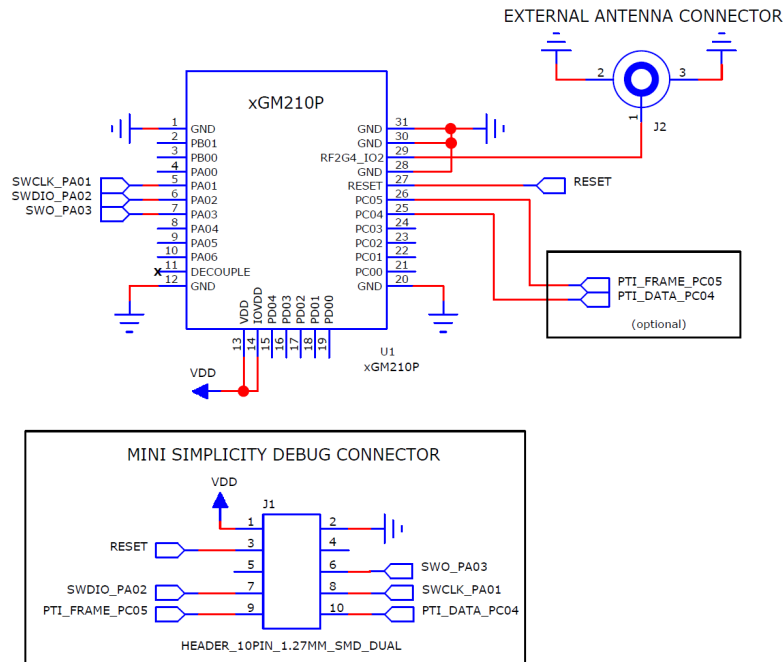 EXTERNAL ANTENNA CONNECTOR
2 3
1
J2
xGM210P
1 GND GND 31
2 PB01 GND 30
3 PB00 RF2G4_IO2 29
4 PA00 GND 28
SWCLK_PA01 5 PA01 RESET 27 RESET
SWDIO_PA02 6 PA02 PC05 26
SWO_PA03 7 PA03 PC04 25
8 PA04 PC03 24
9 PA05 PC02 23
10 PA06 PC01 22
x 11 DECOUPLE PC00 21
12 GND GND 20
PTI_FRAME_PC05
PTI_DATA_PC04
(optional)
VDD IOVDD PD04 PD03 PD02 PD01 PD00
13 14 15 16 17 18 19
U1
xGM210P
VDD
MINI SIMPLICITY DEBUG CONNECTOR
VDD
J1
1 2
RESET 3 4
5 6 SWO_PA03
SWDIO_PA02 7 8 SWCLK_PA01
PTI_FRAME_PC05 9 10 PTI_DATA_PC04
HEADER_10PIN_1.27MM_SMD_DUAL